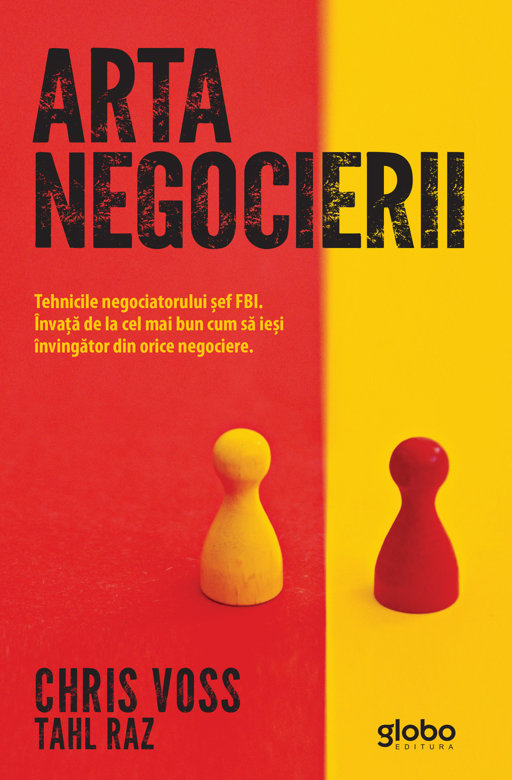 ARTA
NEGOCIERII
Tehnicile negociatorului șef FBI.
Învață de la cel mai bun cum să ieși
învingător din orice negociere.
CHRIS VOSS
TAHL RAZ
globo
EDITURA